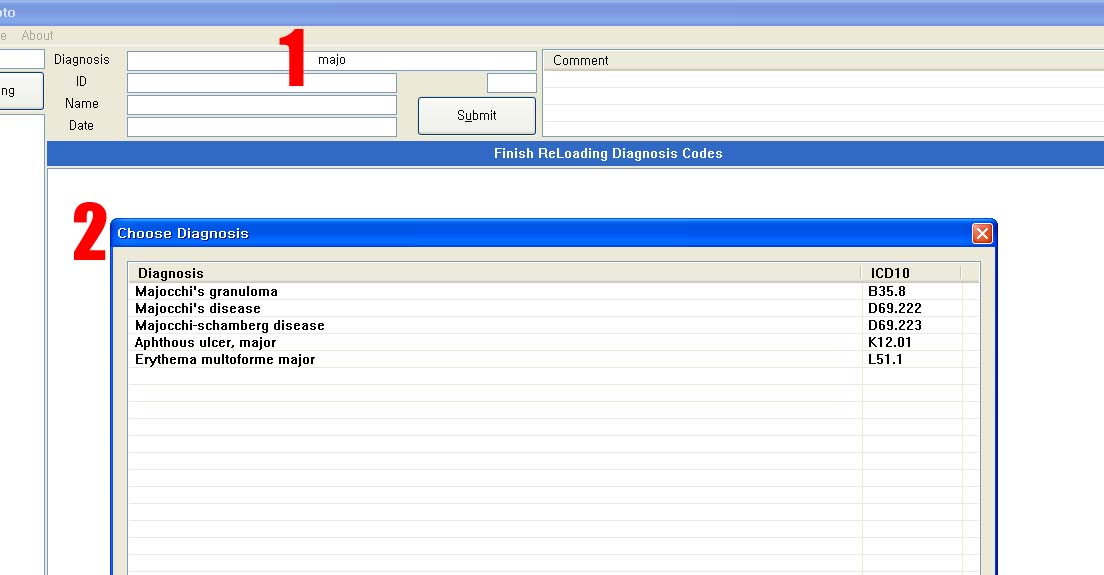 oto
e About
Diagnosis majo Comment
1
ID
ng
Name
Submit
Date
Finish ReLoading Diagnosis Codes
2
Choose Diagnosis
Diagnosis ICD10
Majocchi's granuloma B35.8
Majocchi's disease D69.222
Majocchi-schamberg disease D69.223
Aphthous ulcer, major K12.01
Erythema multoforme major L51.1